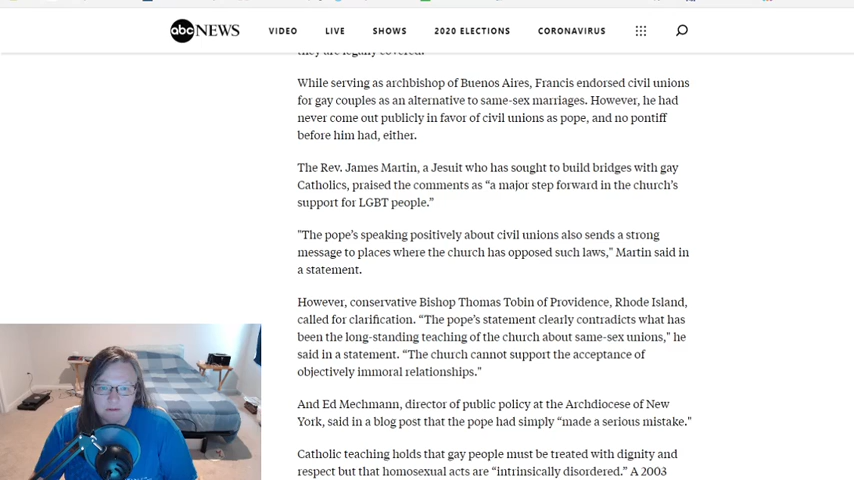 abc NEWS VIDEO LIVE SHOWS 2020 ELECTIONS CORONAVIRUS
they are legally covered.
While serving as archbishop of Buenos Aires, Francis endorsed civil unions
for gay couples as an alternative to same-sex marriages. However, he had
never come out publicly in favor of civil unions as pope, and no pontiff
before him had, either.
The Rev. James Martin, a Jesuit who has sought to build bridges with gay
Catholics, praised the comments as “a major step forward in the church’s
support for LGBT people.”
"The pope’s speaking positively about civil unions also sends a strong
message to places where the church has opposed such laws," Martin said in
a statement.
However, conservative Bishop Thomas Tobin of Providence, Rhode Island,
called for clarification. “The pope’s statement clearly contradicts what has
been the long-standing teaching of the church about same-sex unions," he
said in a statement. “The church cannot support the acceptance of
objectively immoral relationships."
And Ed Mechmann, director of public policy at the Archdiocese of New
York, said in a blog post that the pope had simply “made a serious mistake."
Catholic teaching holds that gay people must be treated with dignity and
respect but that homosexual acts are “intrinsically disordered.” A 2003